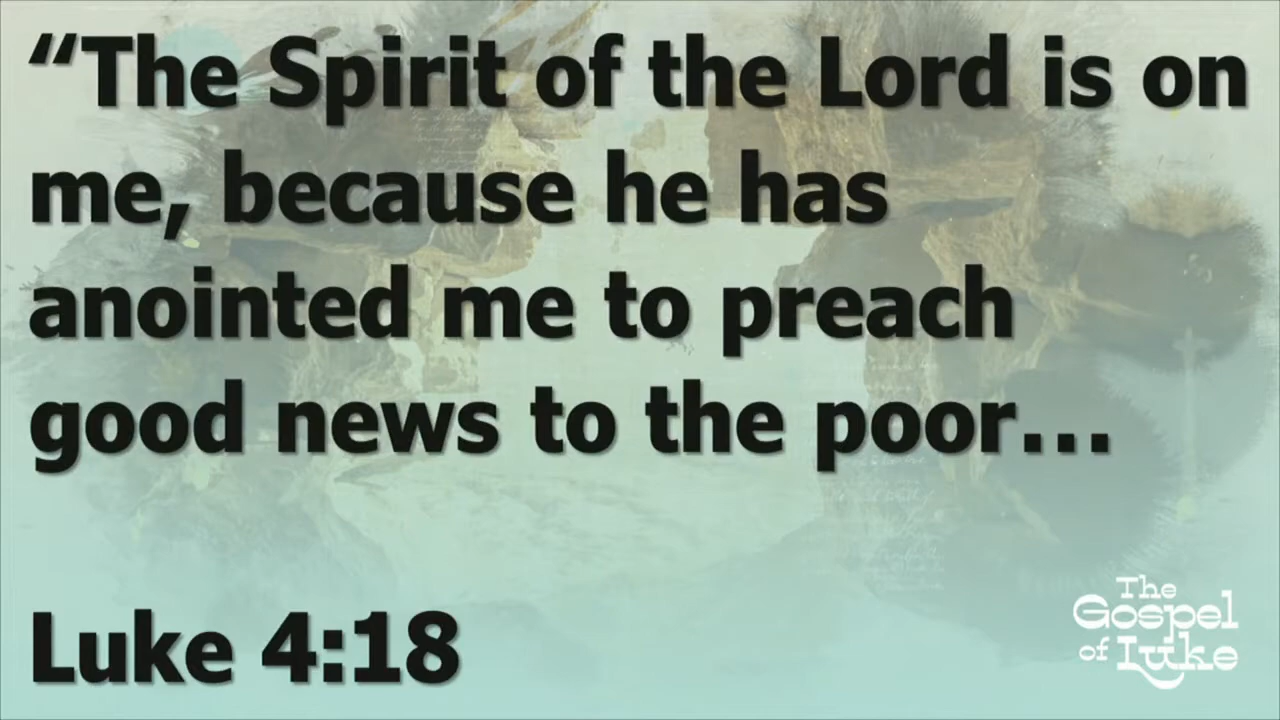 “The Spirit of the Lord is on
me, because he has
anointed me to preach
good news to the poor…
Luke 4:18
The
Gospel
of Luke